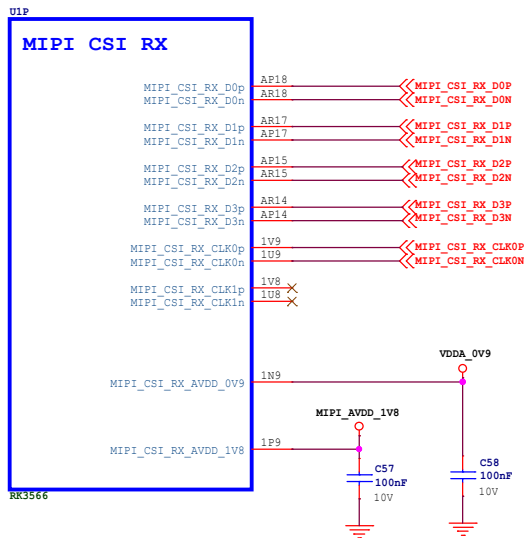 U1P
MIPI CSI RX
MIPI_CSI_RX_D0p AP18 MIPI_CSI_RX_D0P
MIPI_CSI_RX_D0n AR18 MIPI_CSI_RX_D0N
MIPI_CSI_RX_D1p AR17 MIPI_CSI_RX_D1P
MIPI_CSI_RX_D1n AP17 MIPI_CSI_RX_D1N
MIPI_CSI_RX_D2p AP15 MIPI_CSI_RX_D2P
MIPI_CSI_RX_D2n AR15 MIPI_CSI_RX_D2N
MIPI_CSI_RX_D3p AR14 MIPI_CSI_RX_D3P
MIPI_CSI_RX_D3n AP14 MIPI_CSI_RX_D3N
MIPI_CSI_RX_CLK0p 1V9 MIPI_CSI_RX_CLK0P
MIPI_CSI_RX_CLK0n 1U9 MIPI_CSI_RX_CLK0N
MIPI_CSI_RX_CLK1p 1V8
MIPI_CSI_RX_CLK1n 1U8
VDDA_0V9
MIPI_CSI_RX_AVDD_0V9 1N9
MIPI_AVDD_1V8
MIPI_CSI_RX_AVDD_1V8 1P9
C57
100nF
10V
C58
100nF
10V
RK3566